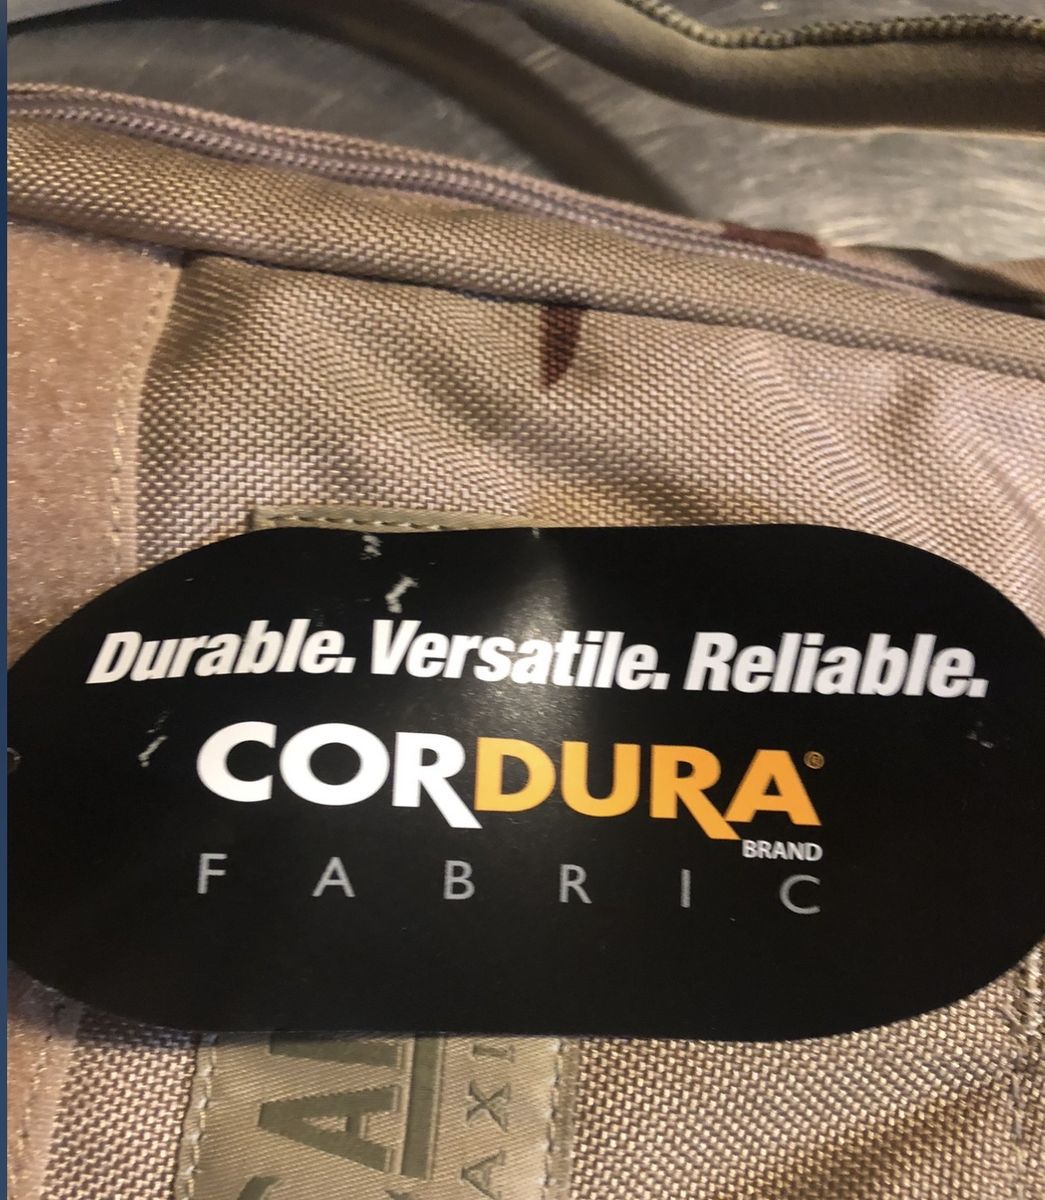 Durable. Versatile. Reliable.
CORDURA®
BRAND
FABRIC